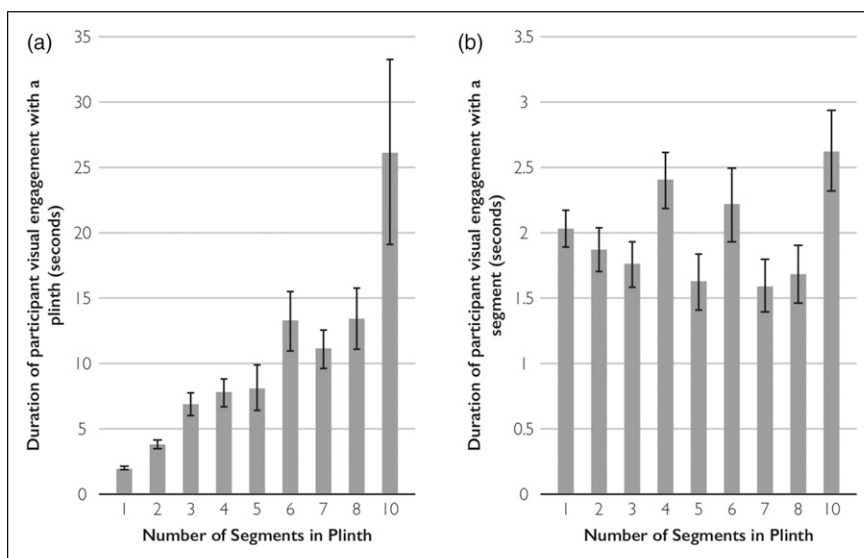 (a)
Duration of participant visual engagement with a
plinth (seconds)
35
30
25
20
15
10
5
0
1 2 3 4 5 6 7 8 10
Number of Segments in Plinth
(b)
Duration of participant visual engagement with a
segment (seconds)
3.5
3
2.5
2
1.5
1
0.5
0
1 2 3 4 5 6 7 8 10
Number of Segments in Plinth